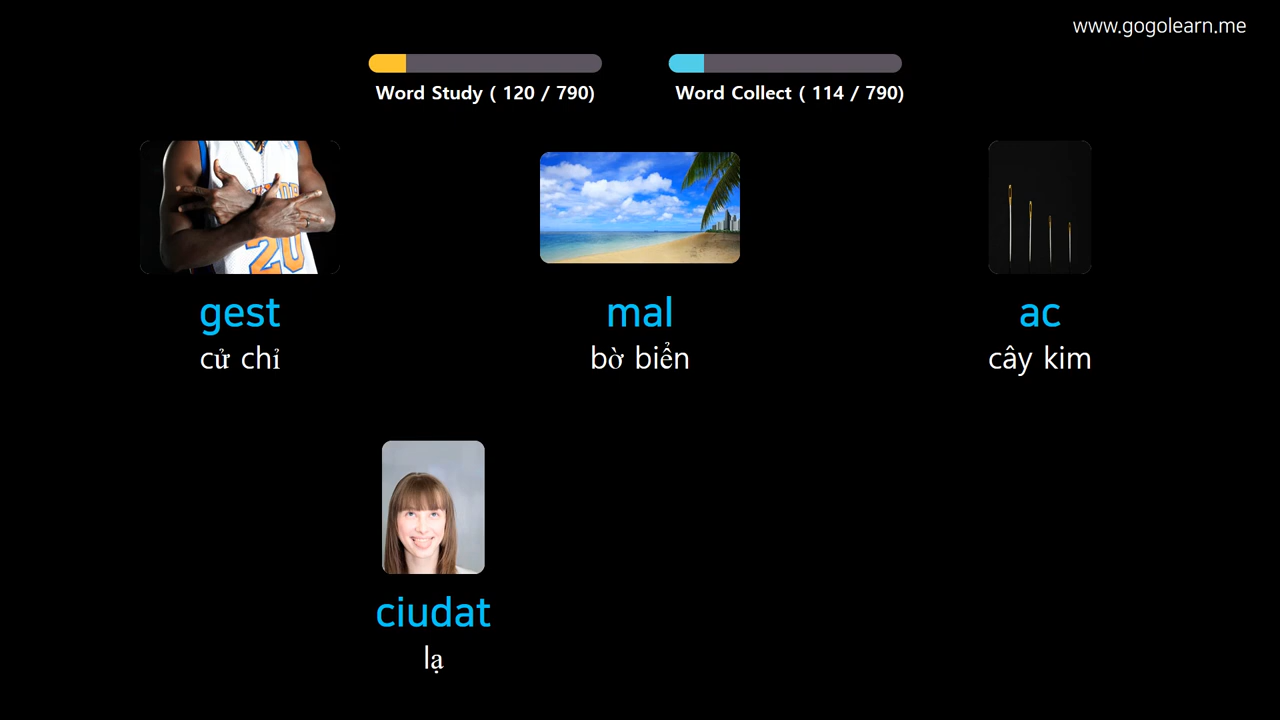 www.gogolearn.me
Word Study ( 120 / 790)
Word Collect ( 114 / 790)
20
gest
cử chỉ
mal
bờ biển
ac
cây kim
ciudat
lạ